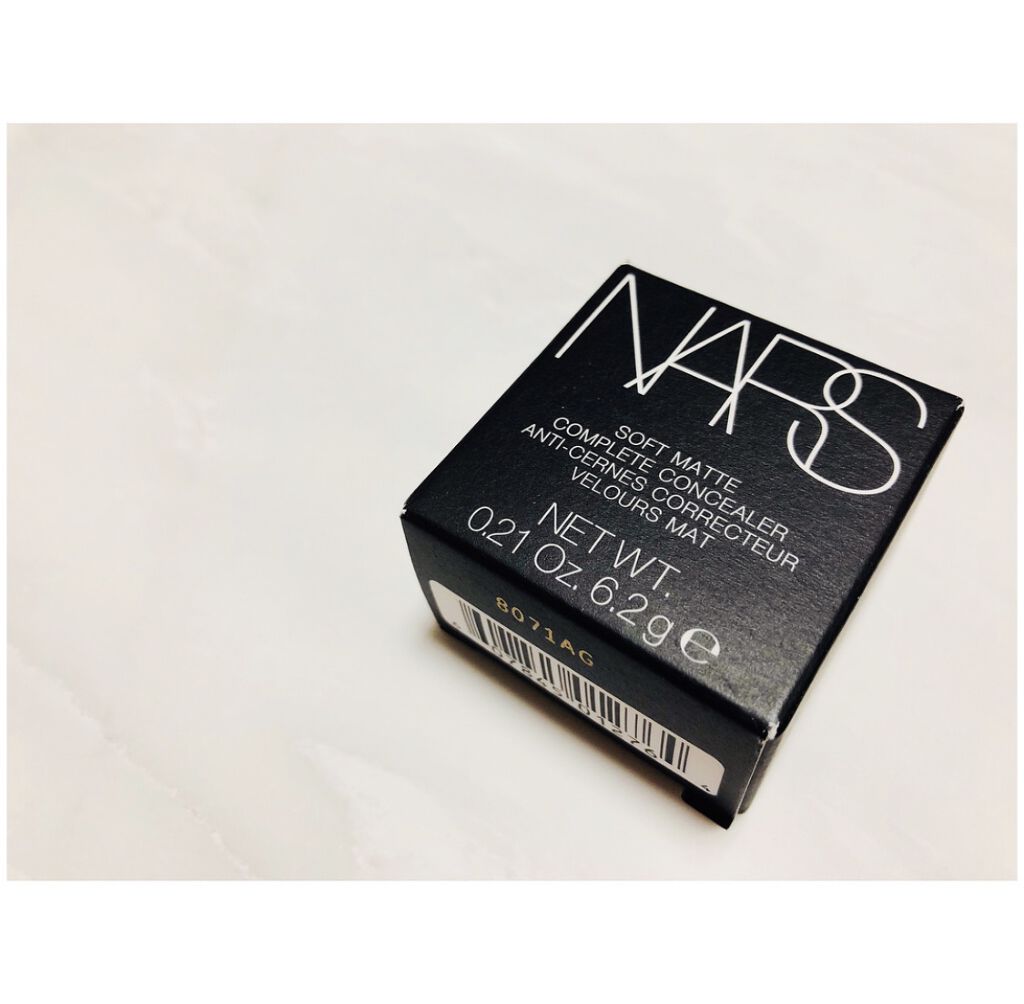 NARS
SOFT MATTE
COMPLETE CONCEALER
ANTI-CERNES CORRECTEUR
VELOURS MAT
NET WT.
0.21 Oz. 6.2g℮
8071AG